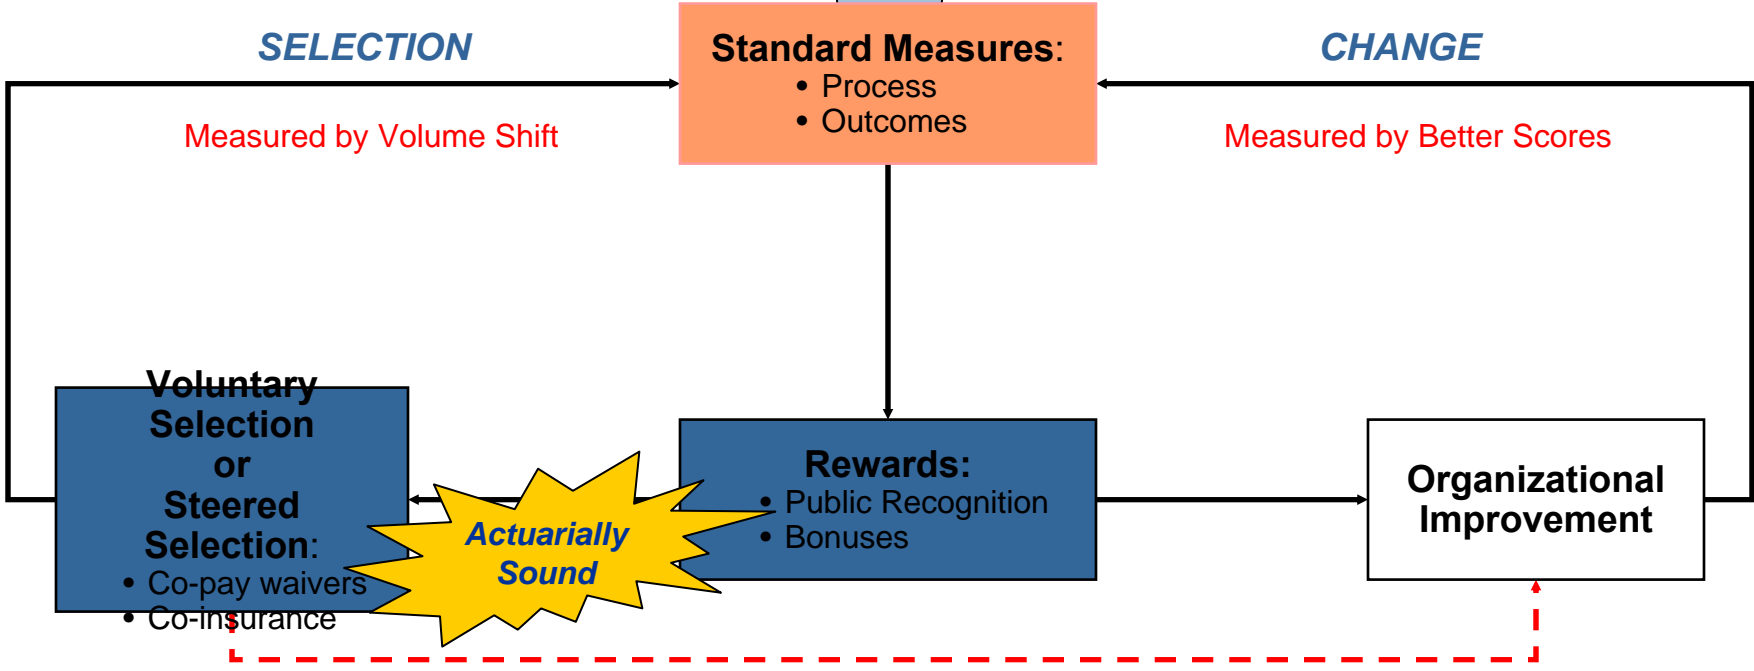 SELECTION
Measured by Volume Shift
Standard Measures:
• Process
• Outcomes
CHANGE
Measured by Better Scores
Voluntary
Selection
or
Steered
Selection:
• Co-pay waivers
• Co-insurance
Actuarially
Sound
Rewards:
• Public Recognition
• Bonuses
Organizational
Improvement